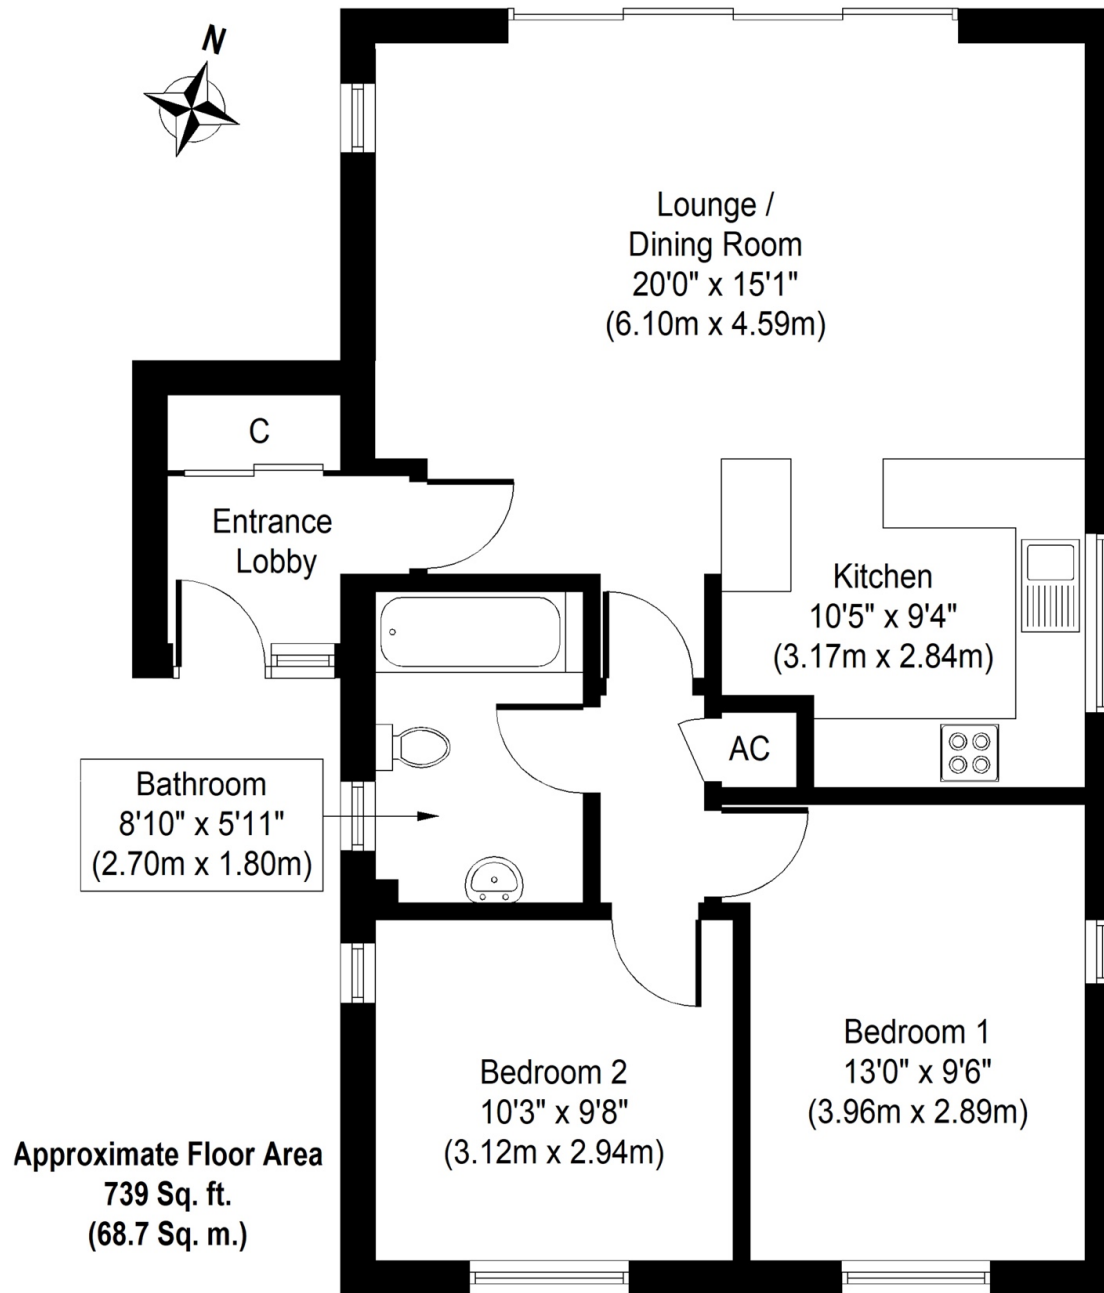 N
Lounge /
Dining Room
20'0" x 15'1"
(6.10m x 4.59m)
C
Entrance
Lobby
Kitchen
10'5" x 9'4"
(3.17m x 2.84m)
AC
Bathroom
8'10" x 5'11"
(2.70m x 1.80m)
Bedroom 1
13'0" x 9'6"
(3.96m x 2.89m)
Bedroom 2
10'3" x 9'8"
(3.12m x 2.94m)
Approximate Floor Area
739 Sq. ft.
(68.7 Sq. m.)